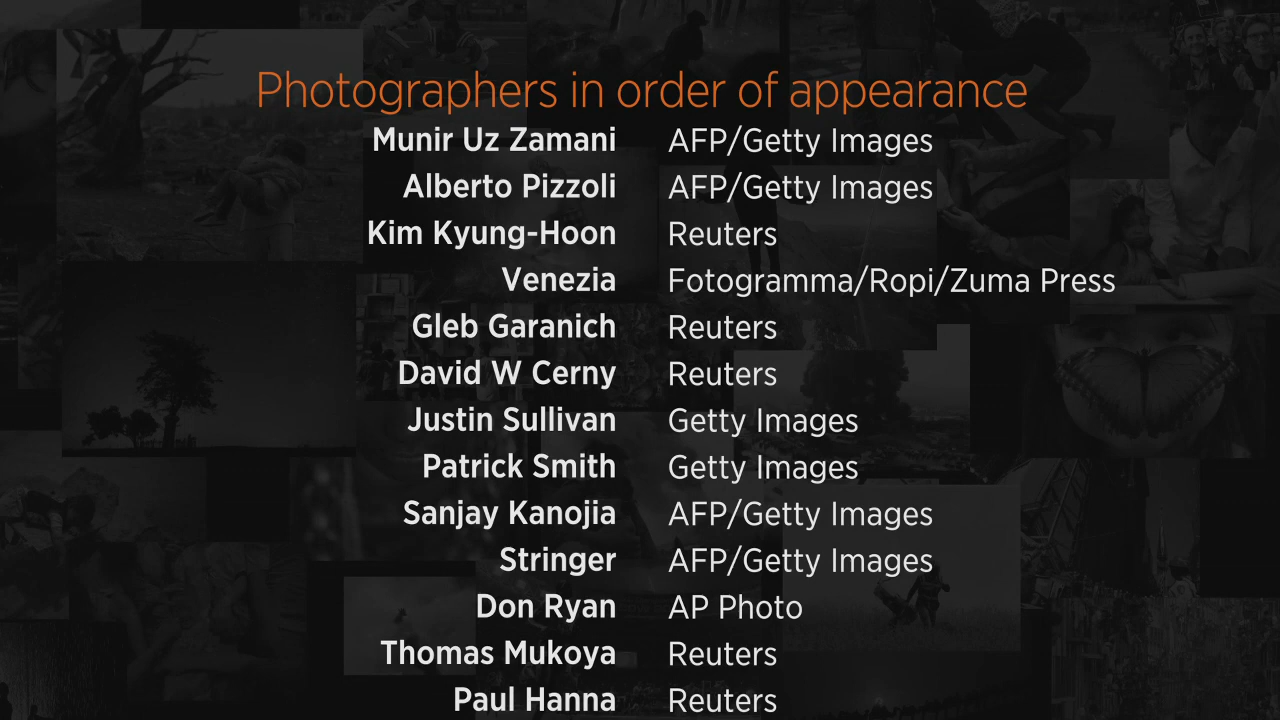 Photographers in order of appearance
Munir Uz Zamani AFP/Getty Images
Alberto Pizzoli AFP/Getty Images
Kim Kyung-Hoon Reuters
Venezia Fotogramma/Ropi/Zuma Press
Gleb Garanich Reuters
David W Cerny Reuters
Justin Sullivan Getty Images
Patrick Smith Getty Images
Sanjay Kanojia AFP/Getty Images
Stringer AFP/Getty Images
Don Ryan AP Photo
Thomas Mukoya Reuters
Paul Hanna Reuters